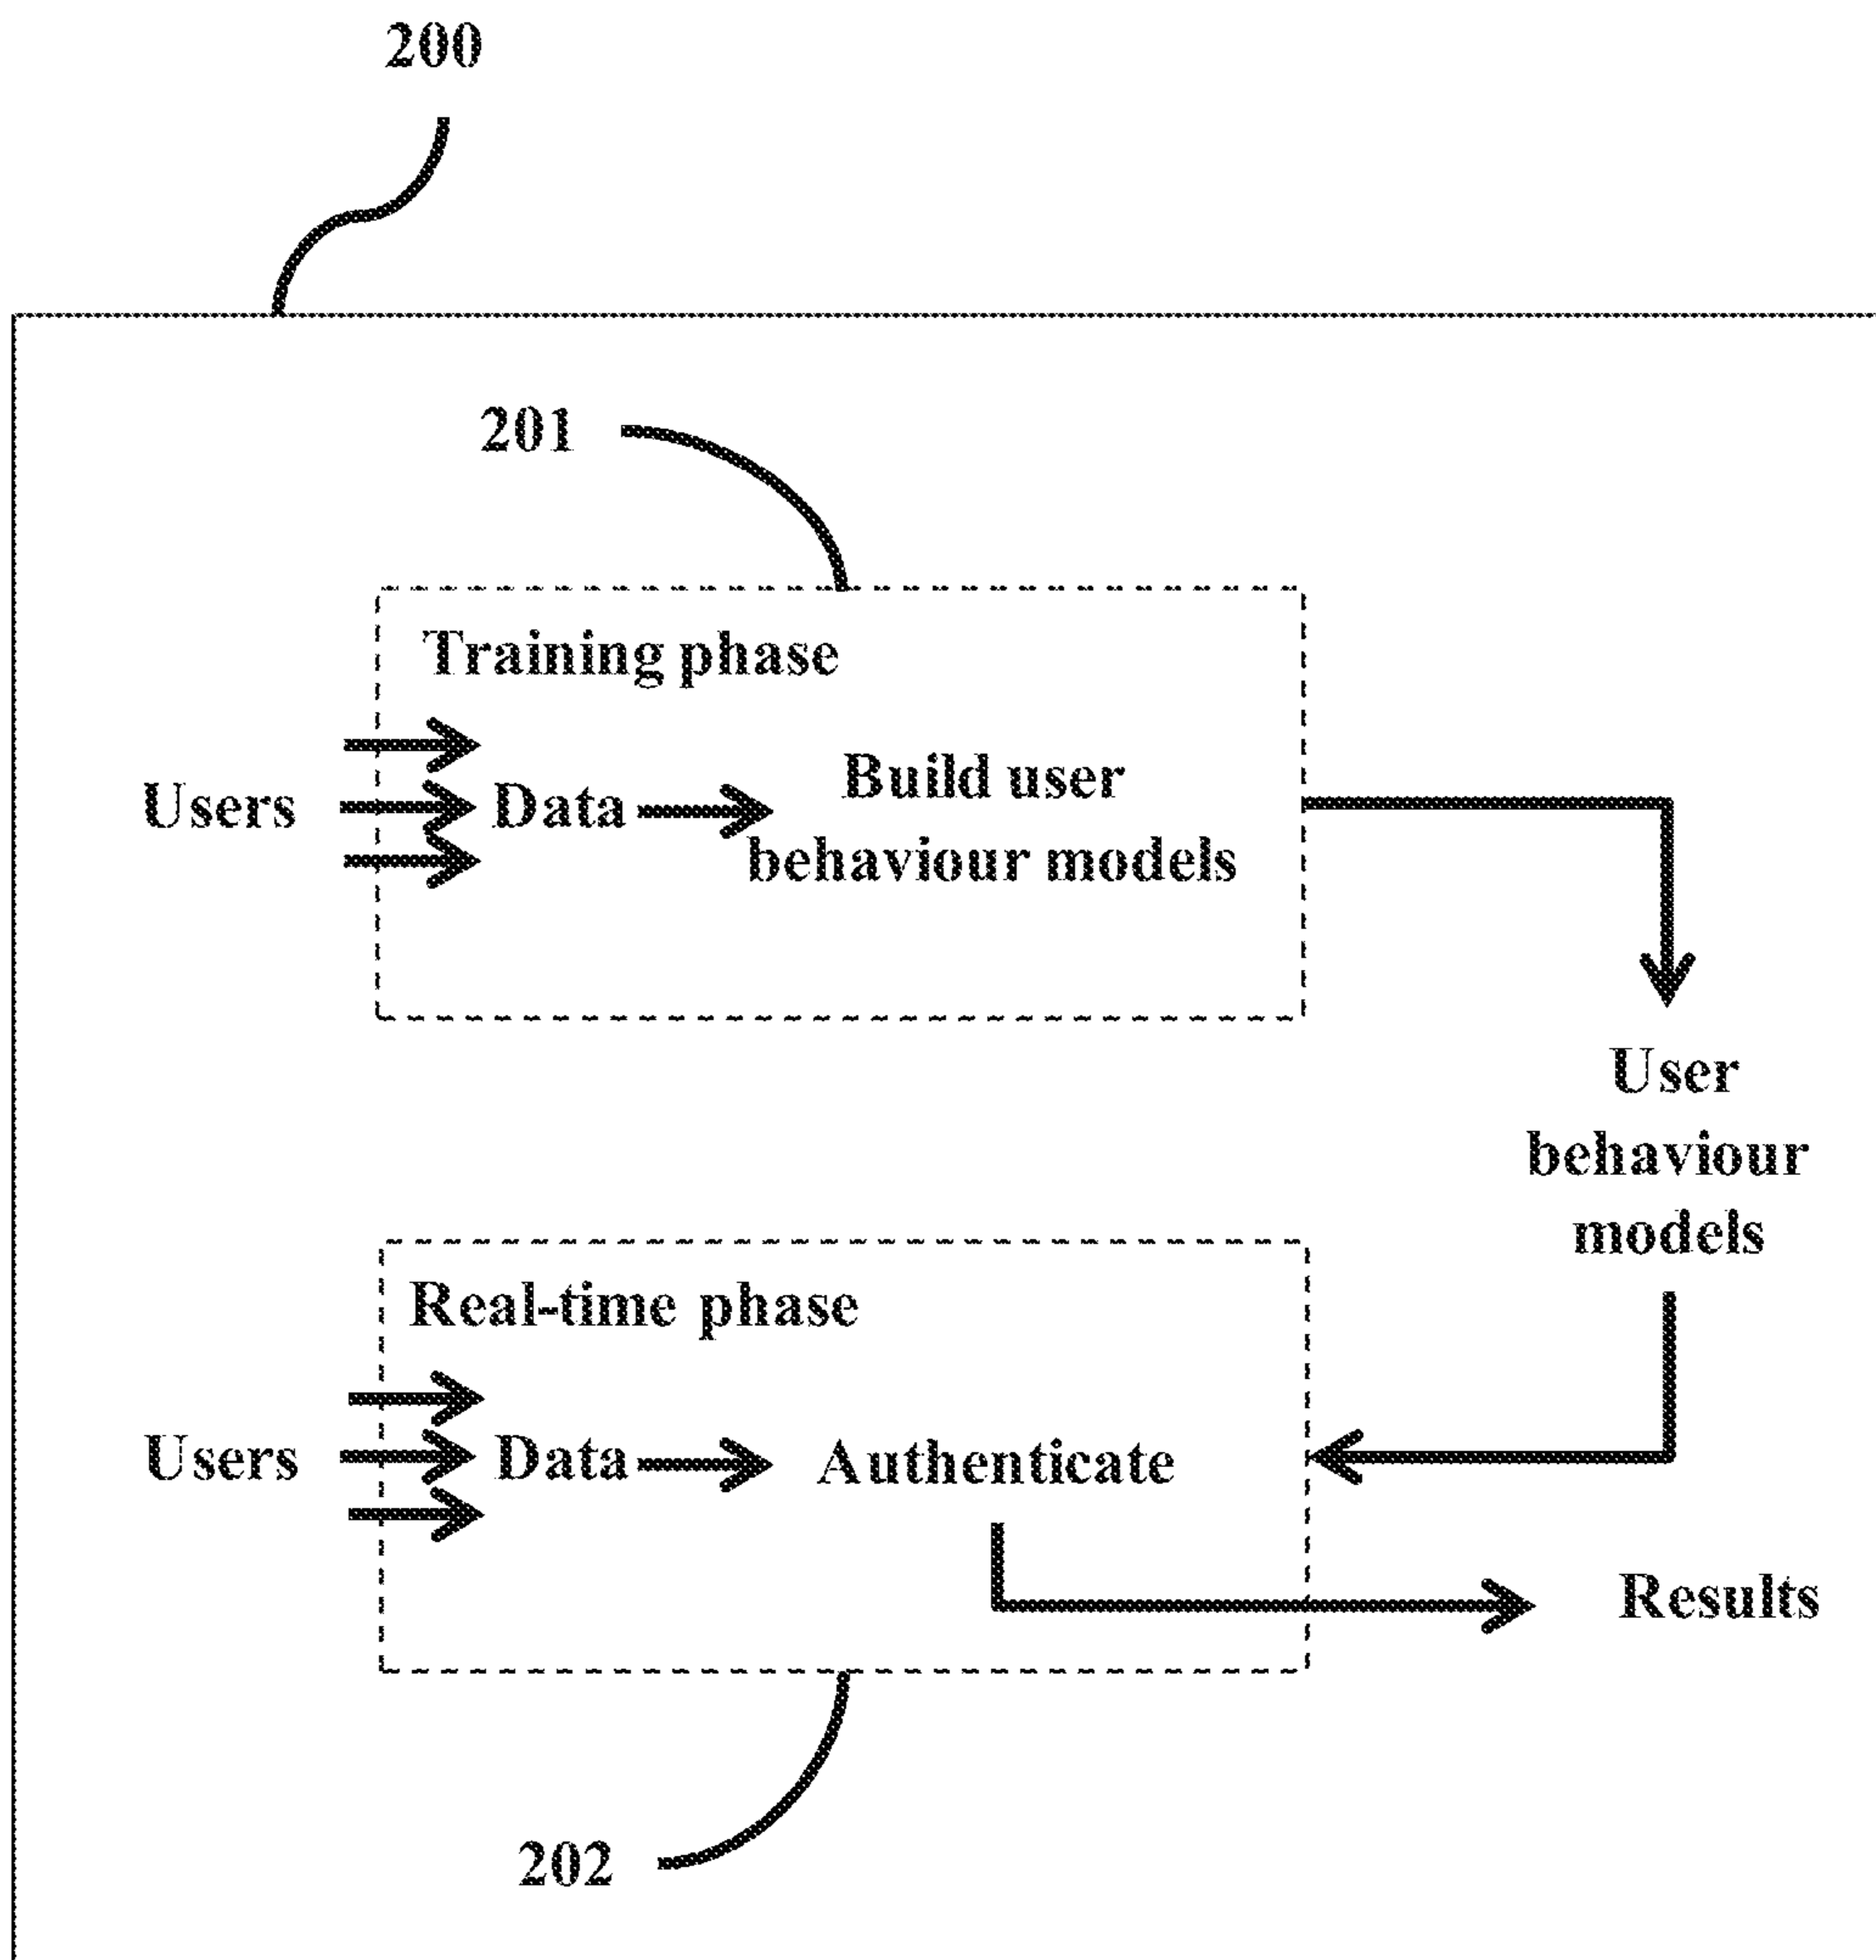 200
201
Training phase
Users
Data
Build user
behaviour models
User
behaviour
models
Real-time phase
Users
Data
Authenticate
Results
202